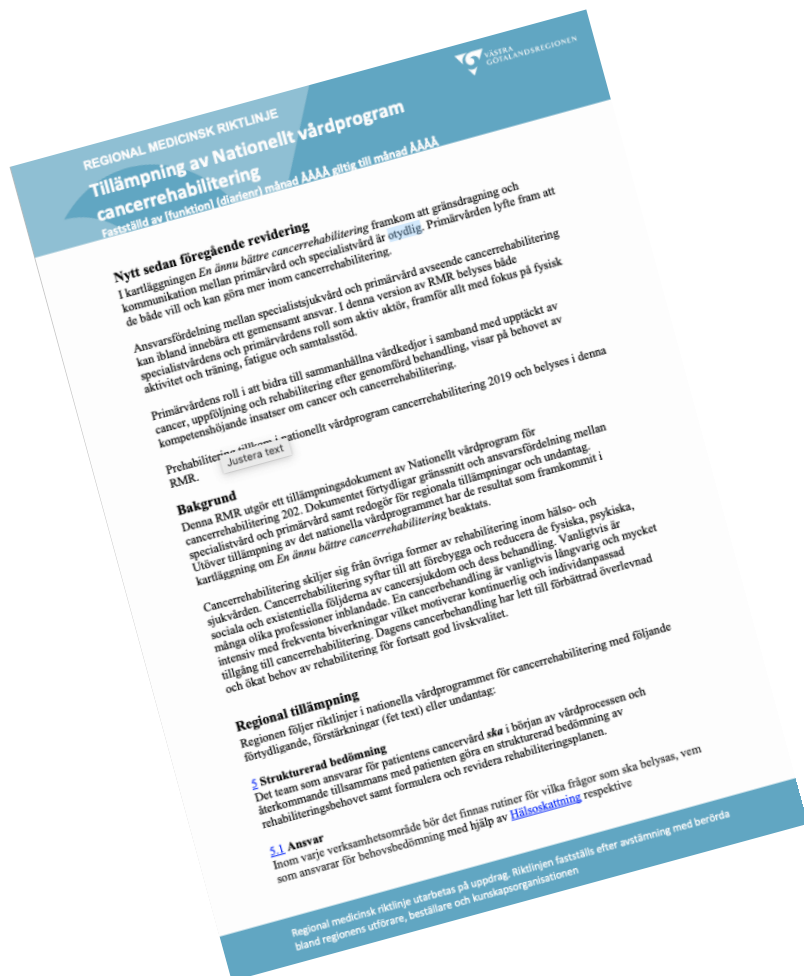 VÄSTRA
GÖTALANDSREGIONEN
REGIONAL MEDICINSK RIKTLINJE
Tillämpning av Nationellt vårdprogram
cancerrehabilitering
Fastställd av [funktion] (diarienr) månad ÅÅÅÅ giltig till månad ÅÅÅÅ
Nytt sedan föregående revidering
I kartläggningen En ännu bättre cancerrehabilitering framkom att gränsdragning och
kommunikation mellan primärvård och specialistvård är otydlig. Primärvården lyfte fram att
de både vill och kan göra mer inom cancerrehabilitering.
Ansvarsfördelning mellan specialistsjukvård och primärvård avseende cancerrehabilitering
kan ibland innebära ett gemensamt ansvar. I denna version av RMR belyses både
specialistvårdens och primärvårdens roll som aktiv aktör, framför allt med fokus på fysisk
aktivitet och träning, fatigue och samtalsstöd.
Primärvårdens roll i att bidra till sammanhållna vårdkedjor i samband med upptäckt av
cancer, uppföljning och rehabilitering efter genomförd behandling, visar på behovet av
kompetenshöjande insatser om cancer och cancerrehabilitering.
Prehabilitering tillkom i nationellt vårdprogram cancerrehabilitering 2019 och belyses i denna
RMR.
Justera text
Bakgrund
Denna RMR utgör ett tillämpningsdokument av Nationellt vårdprogram för
cancerrehabilitering 202. Dokumentet förtydligar gränssnitt och ansvarsfördelning mellan
specialistvård och primärvård samt redogör för regionala tillämpningar och undantag.
Utöver tillämpning av det nationella vårdprogrammet har de resultat som framkommit i
kartläggning om En ännu bättre cancerrehabilitering beaktats.
Cancerrehabilitering skiljer sig från övriga former av rehabilitering inom hälso- och
sjukvården. Cancerrehabilitering syftar till att förebygga och reducera de fysiska, psykiska,
sociala och existentiella följderna av cancersjukdom och dess behandling. Vanligtvis är
många olika professioner inblandade. En cancerbehandling är vanligtvis långvarig och mycket
intensiv med frekventa biverkningar vilket motiverar kontinuerlig och individanpassad
tillgång till cancerrehabilitering. Dagens cancerbehandling har lett till förbättrad överlevnad
och ökat behov av rehabilitering för fortsatt god livskvalitet.
Regional tillämpning
Regionen följer riktlinjer i nationella vårdprogrammet för cancerrehabilitering med följande
förtydligande, förstärkningar (fet text) eller undantag:
5 Strukturerad bedömning
Det team som ansvarar för patientens cancervård ska i början av vårdprocessen och
återkommande tillsammans med patienten göra en strukturerad bedömning av
rehabiliteringsbehovet samt formulera och revidera rehabiliteringsplanen.
5.1 Ansvar
Inom varje verksamhetsområde bör det finnas rutiner för vilka frågor som ska belysas, vem
som ansvarar för behovsbedömning med hjälp av Hälsoskattning respektive
Regional medicinsk riktlinje utarbetas på uppdrag. Riktlinjen fastställs efter avstämning med berörda
bland regionens utförare, beställare och kunskapsorganisationen